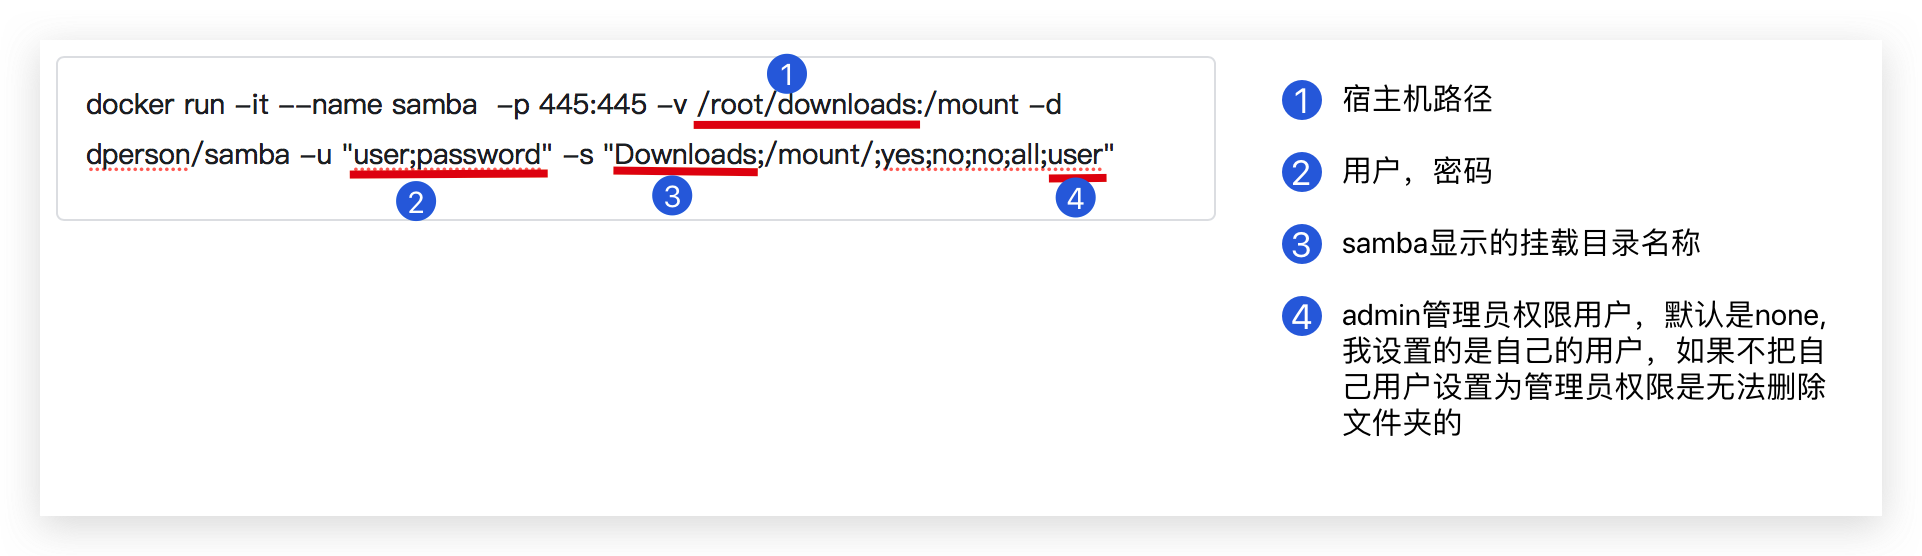 1
docker run -it --name samba  -p 445:445 -v /root/downloads:/mount -d
dperson/samba -u "user;password" -s "Downloads;/mount/;yes;no;no;all;user"
2
3
4
1 宿主机路径
2 用户，密码
3 samba显示的挂载目录名称
4 admin管理员权限用户，默认是none,
我设置的是自己的用户，如果不把自
己用户设置为管理员权限是无法删除
文件夹的